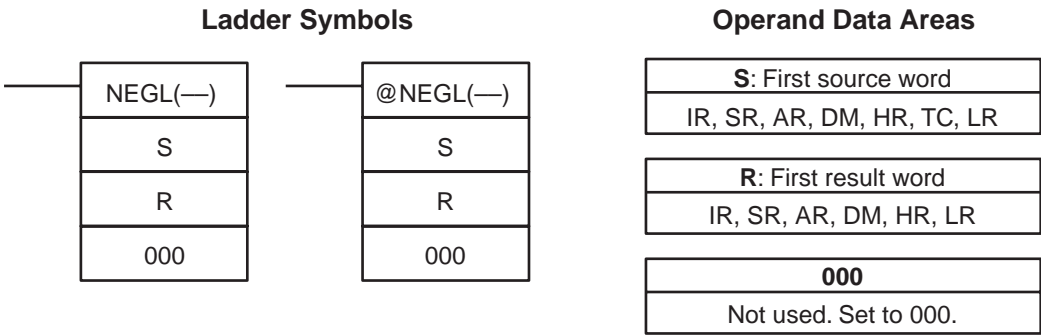 Ladder Symbols
NEGL(—)
S
R
000
@NEGL(—)
S
R
000
Operand Data Areas
S: First source word
IR, SR, AR, DM, HR, TC, LR
R: First result word
IR, SR, AR, DM, HR, LR
000
Not used. Set to 000.